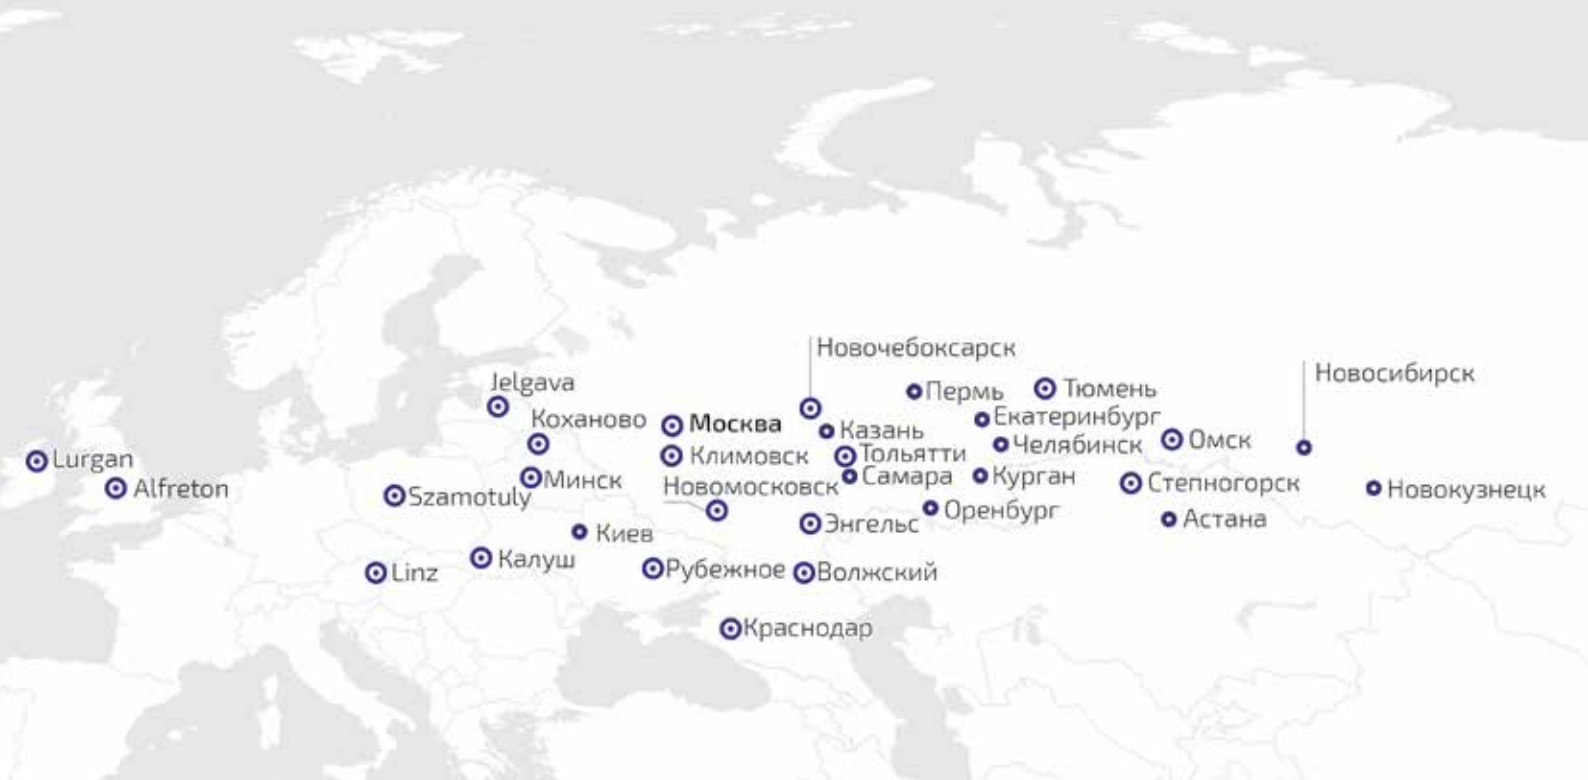 Новочебоксарск
Новосибирск
Jelgava
Пермь
Тюмень
Коханово
Москва
Екатеринбург
Казань
Омск
Челябинск
Lurgan
Климовск
Тольятти
Alfreton
Минск
Новомосковск
Самара
Курган
Степногорск
Новокузнецк
Szamotuly
Оренбург
Астана
Киев
Энгельс
Калуш
Linz
Рубежное
Волжский
Краснодар